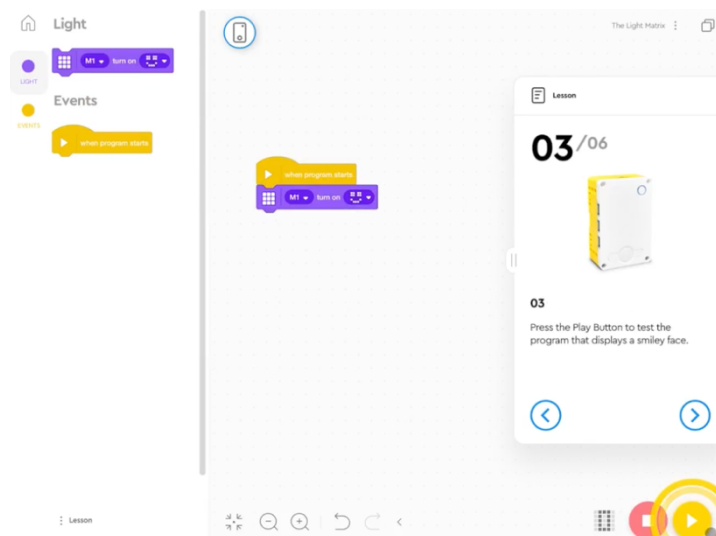 Light
The Light Matrix
M1 turn on
LIGHT
Events
EVENTS
when program starts
when program starts
M1 turn on
Lesson
03/06
03
Press the Play Button to test the
program that displays a smiley face.
Lesson